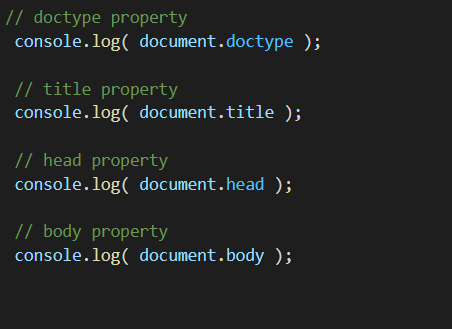 // doctype property
console.log( document.doctype );
// title property
console.log( document.title );
// head property
console.log( document.head );
// body property
console.log( document.body );